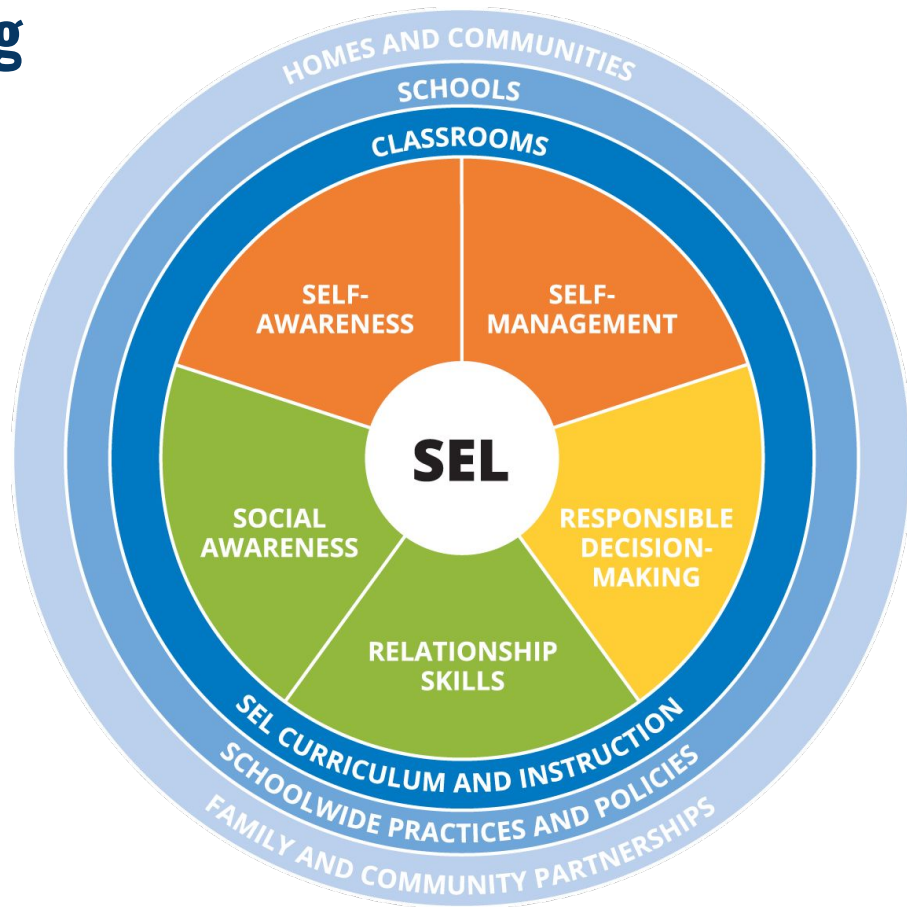 g
HOMES AND COMMUNITIES
SCHOOLS
CLASSROOMS
SELF-
AWARENESS
SELF-
MANAGEMENT
SEL
SOCIAL
AWARENESS
RESPONSIBLE
DECISION-
MAKING
RELATIONSHIP
SKILLS
SEL CURRICULUM AND INSTRUCTION
SCHOOLWIDE PRACTICES AND POLICIES
FAMILY AND COMMUNITY PARTNERSHIPS